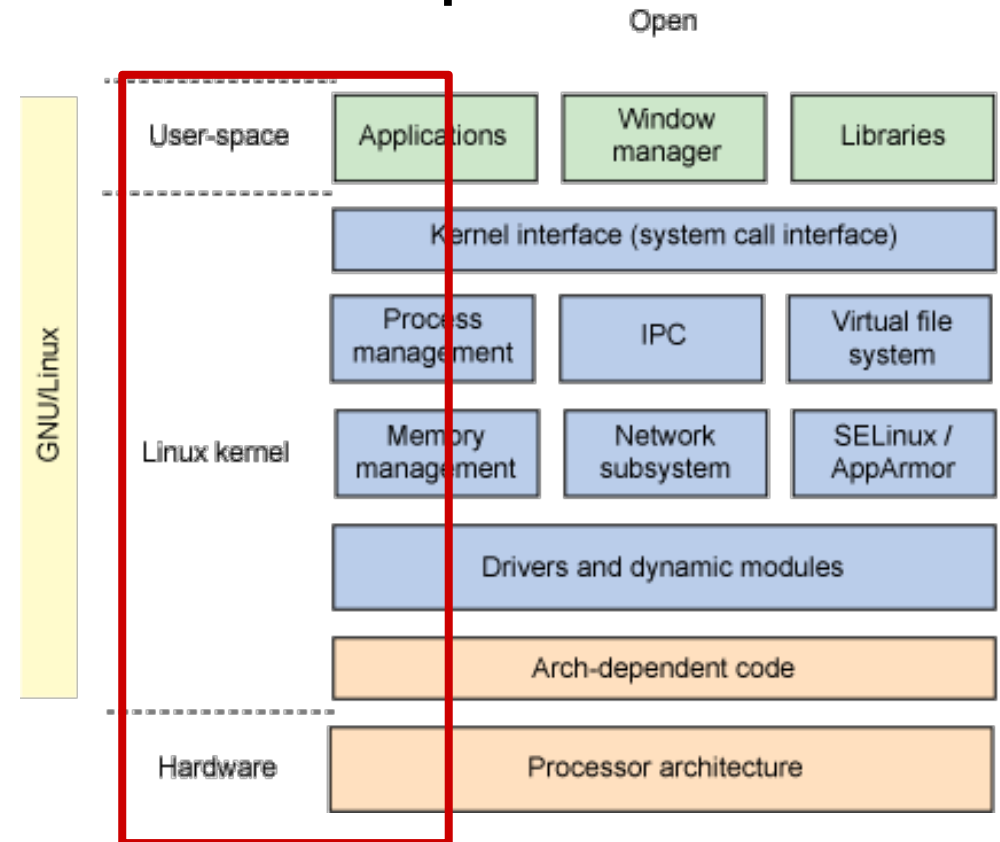 Open
GNU/Linux
User-space
Applications
Window
manager
Libraries
Kernel interface (system call interface)
Linux kernel
Process
management
IPC
Virtual file
system
Memory
management
Network
subsystem
SELinux /
AppArmor
Drivers and dynamic modules
Arch-dependent code
Hardware
Processor architecture